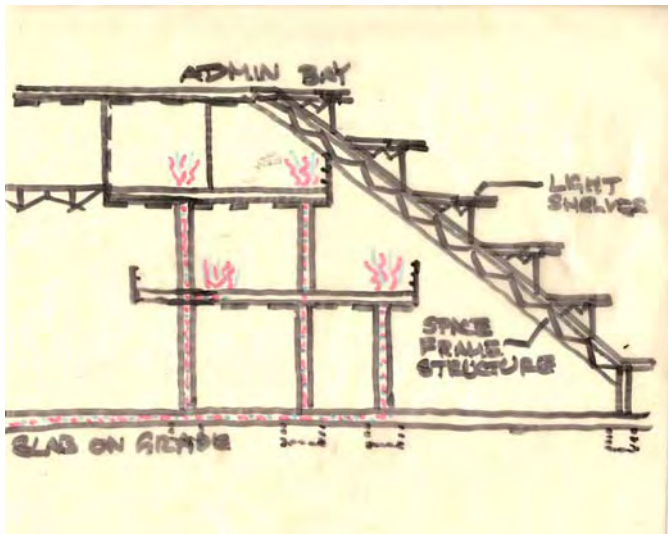 ADMIN BAY
LIGHT
SHELVES
SPACE
FRAME
STRUCTURE
SLAB ON GRADE